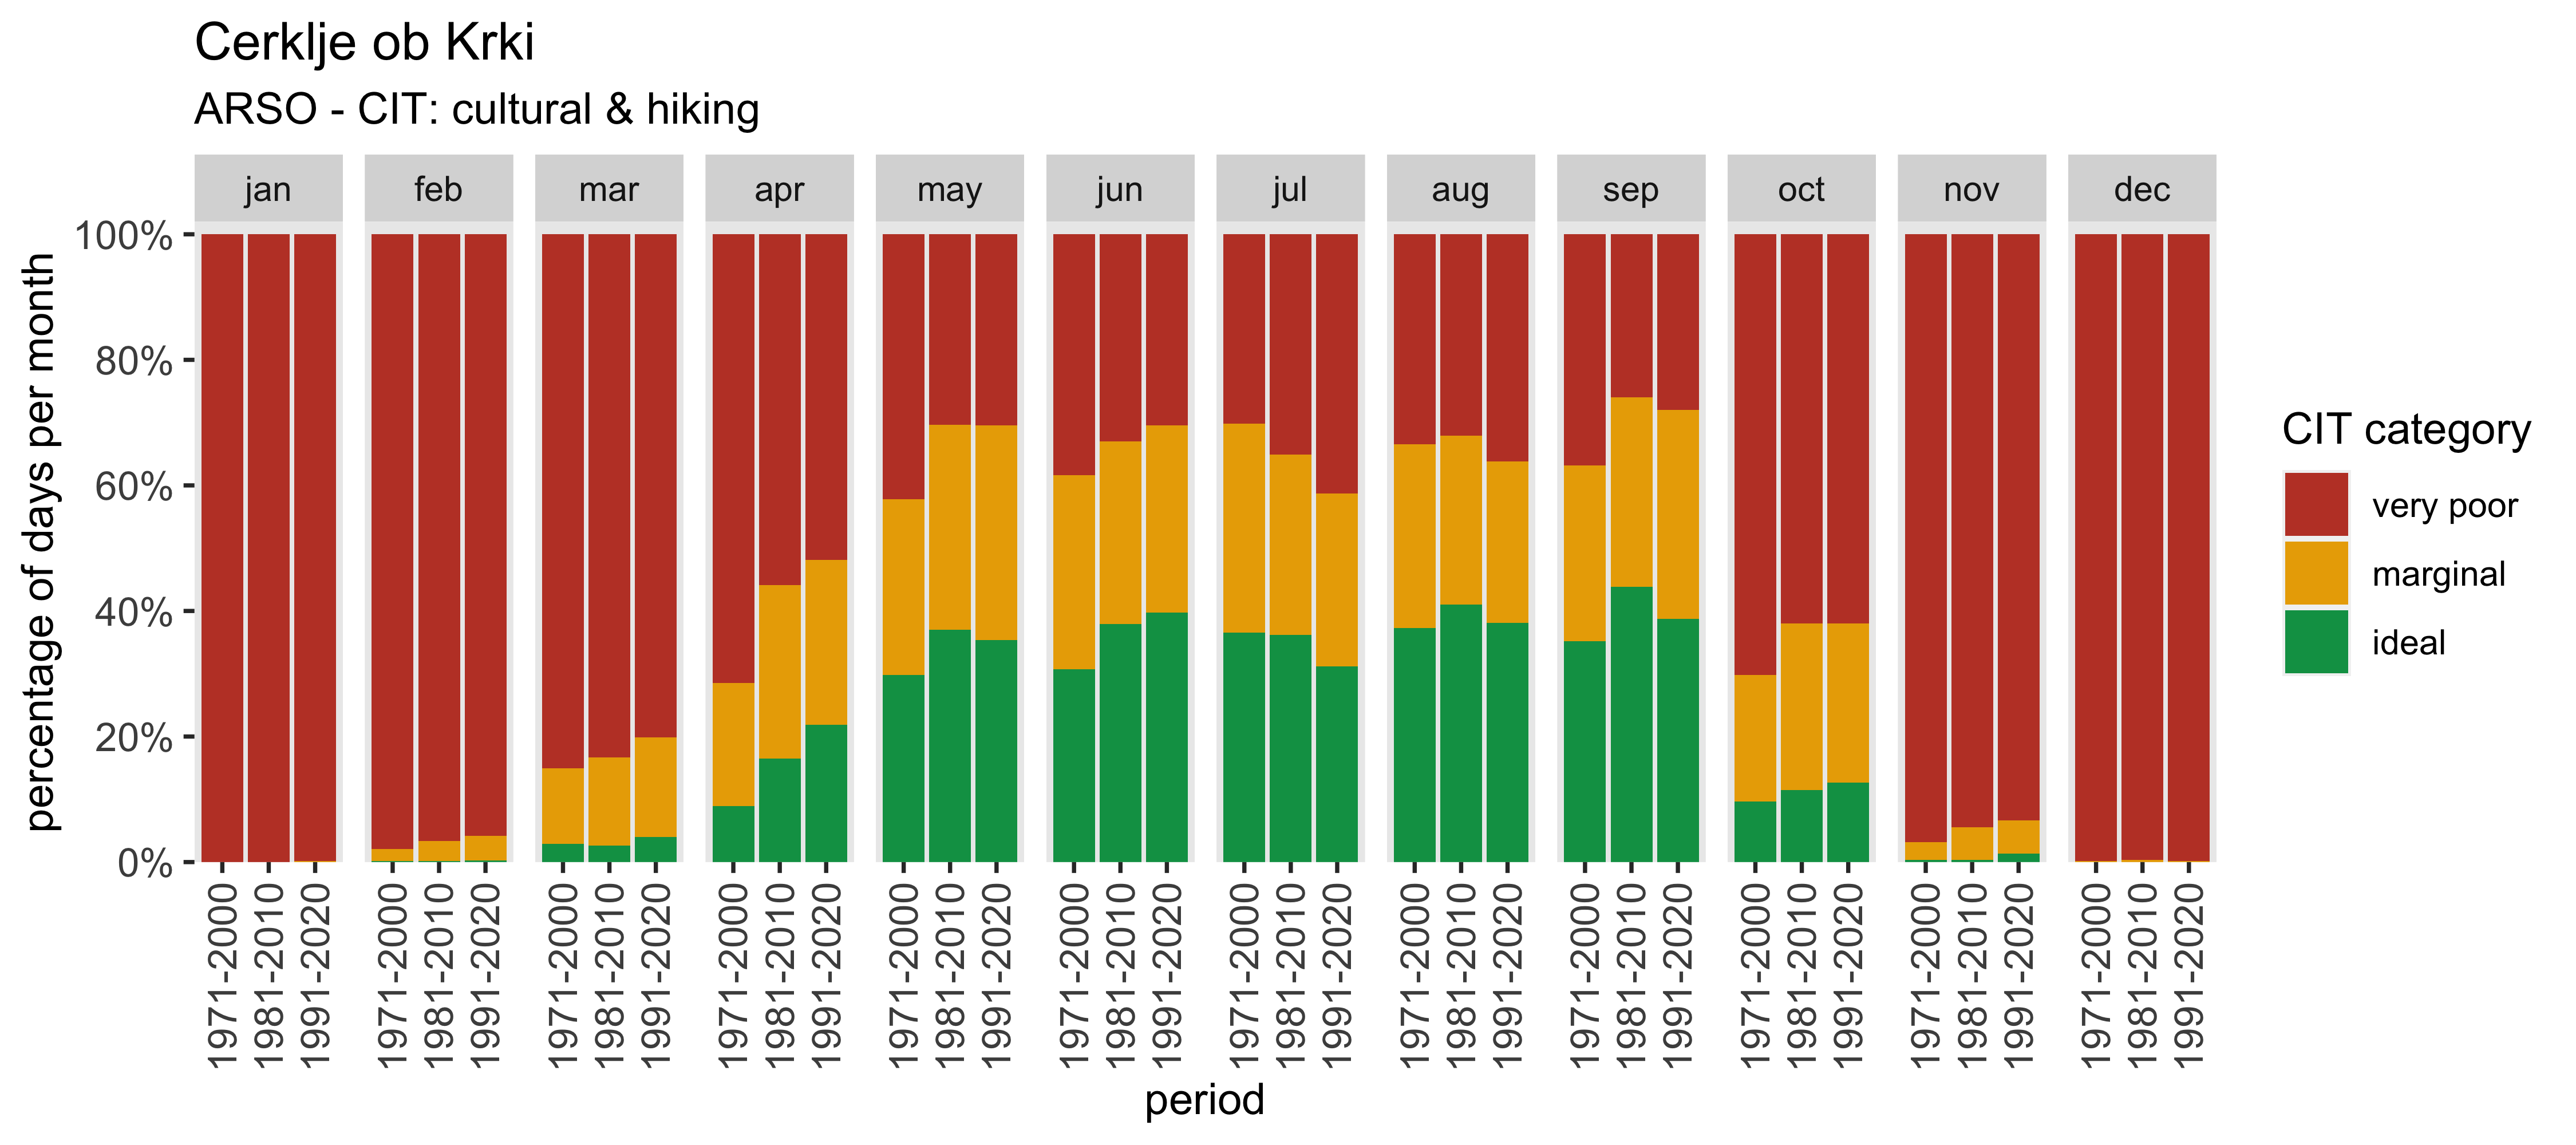 Cerklje ob Krki
ARSO - CIT: cultural & hiking
jan feb mar apr may jun jul aug sep oct nov dec
percentage of days per month
100%
80%
60%
40%
20%
0%
CIT category
very poor
marginal
ideal
1971-2000 1981-2010 1991-2020 1971-2000 1981-2010 1991-2020 1971-2000 1981-2010 1991-2020 1971-2000 1981-2010 1991-2020 1971-2000 1981-2010 1991-2020 1971-2000 1981-2010 1991-2020 1971-2000 1981-2010 1991-2020 1971-2000 1981-2010 1991-2020 1971-2000 1981-2010 1991-2020 1971-2000 1981-2010 1991-2020 1971-2000 1981-2010 1991-2020 1971-2000 1981-2010 1991-2020
period